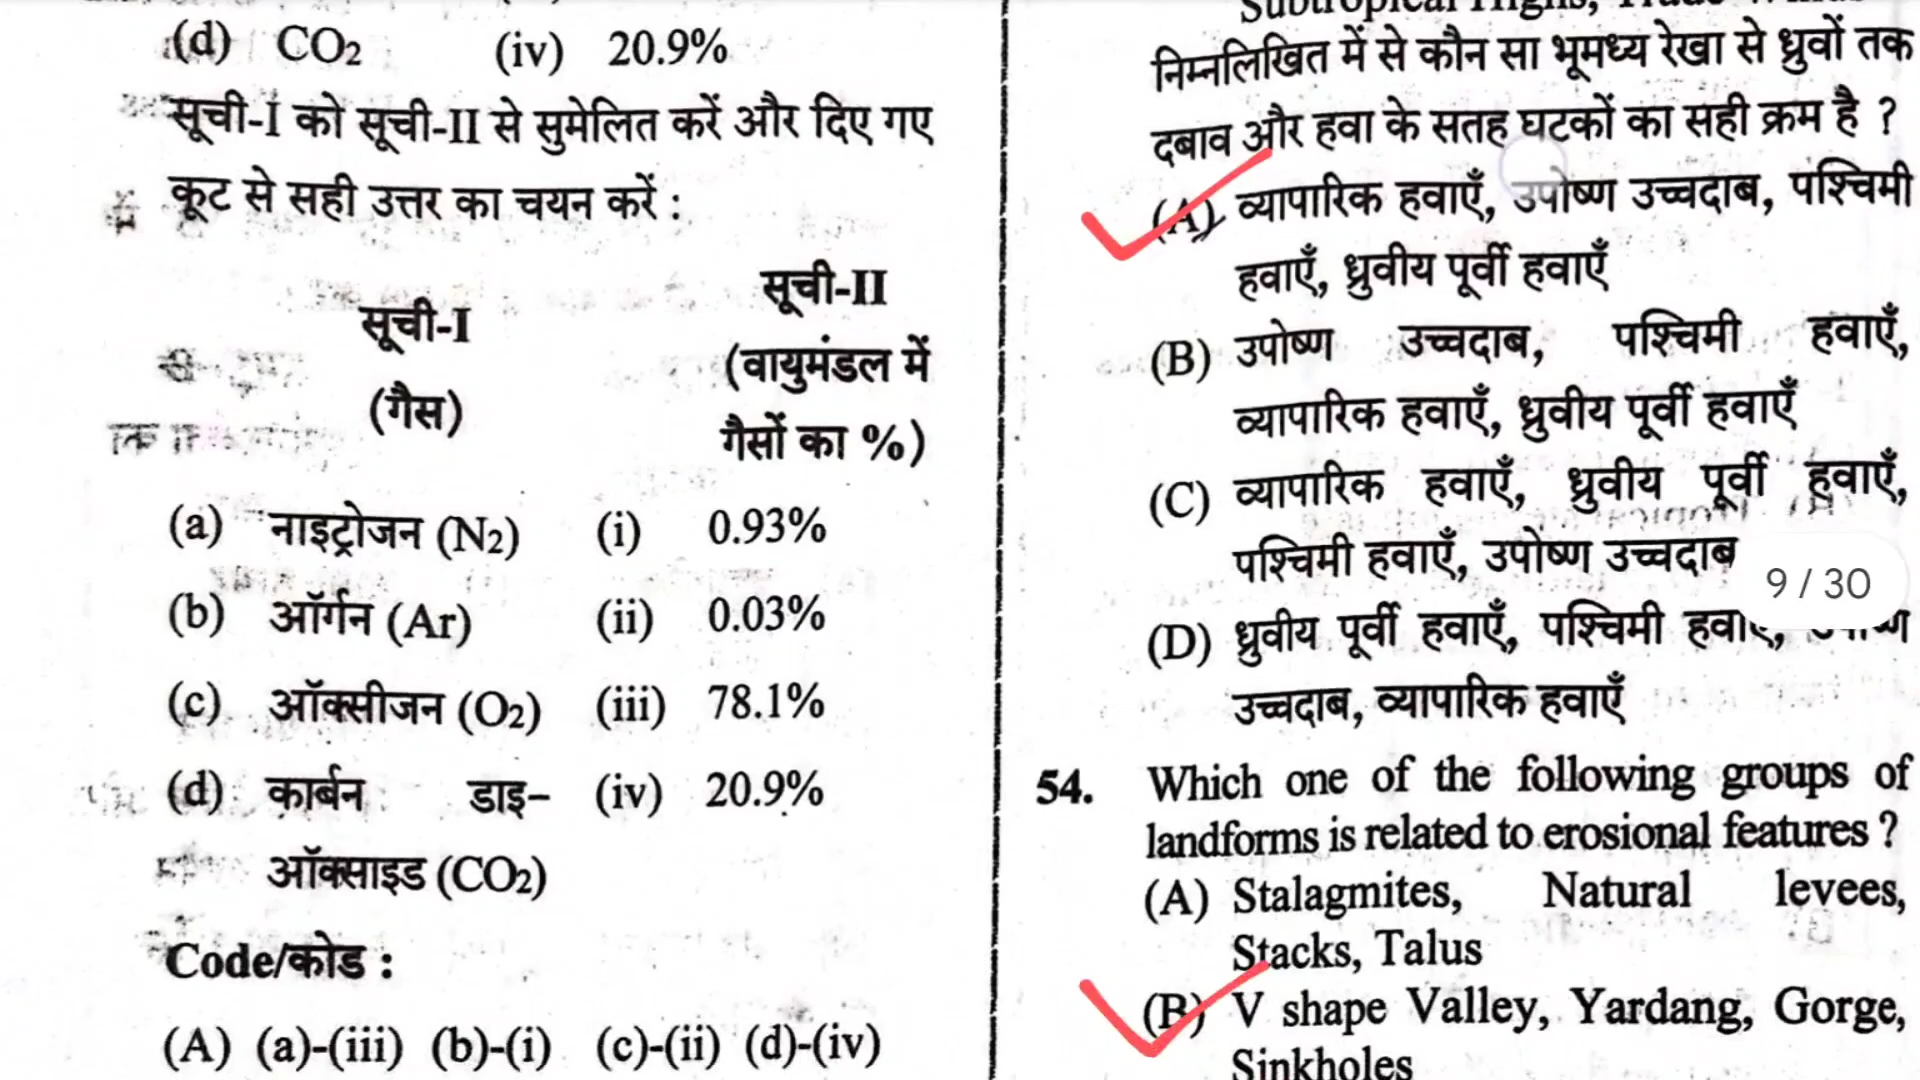 (d) CO2 (iv) 20.9%
सूची-I को सूची-II से सुमेलित करें और दिए गए
कूट से सही उत्तर का चयन करें :
सूची-I
(गैस)
सूची-II
(वायुमंडल में
गैसों का %)
(a) नाइट्रोजन (N2) (i) 0.93%
(b) ऑर्गन (Ar) (ii) 0.03%
(c) ऑक्सीजन (O2) (iii) 78.1%
(d) कार्बन डाइ- (iv) 20.9%
ऑक्साइड (CO2)
Code/कोड :
(A) (a)-(iii) (b)-(i) (c)-(ii) (d)-(iv)
Subtropical Highs, Trade
निम्नलिखित में से कौन सा भूमध्य रेखा से ध्रुवों तक
दबाव और हवा के सतह घटकों का सही क्रम है ?
(A) व्यापारिक हवाएँ, उपोष्ण उच्चदाब, पश्चिमी
हवाएँ, ध्रुवीय पूर्वी हवाएँ
(B) उपोष्ण उच्चदाब, पश्चिमी हवाएँ,
व्यापारिक हवाएँ, ध्रुवीय पूर्वी हवाएँ
(C) व्यापारिक हवाएँ, ध्रुवीय पूर्वी हवाएँ,
पश्चिमी हवाएँ, उपोष्ण उच्चदाब
9 / 30
(D) ध्रुवीय पूर्वी हवाएँ, पश्चिमी हवाएँ,
उच्चदाब, व्यापारिक हवाएँ
54. Which one of the following groups of
landforms is related to erosional features ?
(A) Stalagmites, Natural levees,
Stacks, Talus
(B) V shape Valley, Yardang, Gorge,
Sinkholes